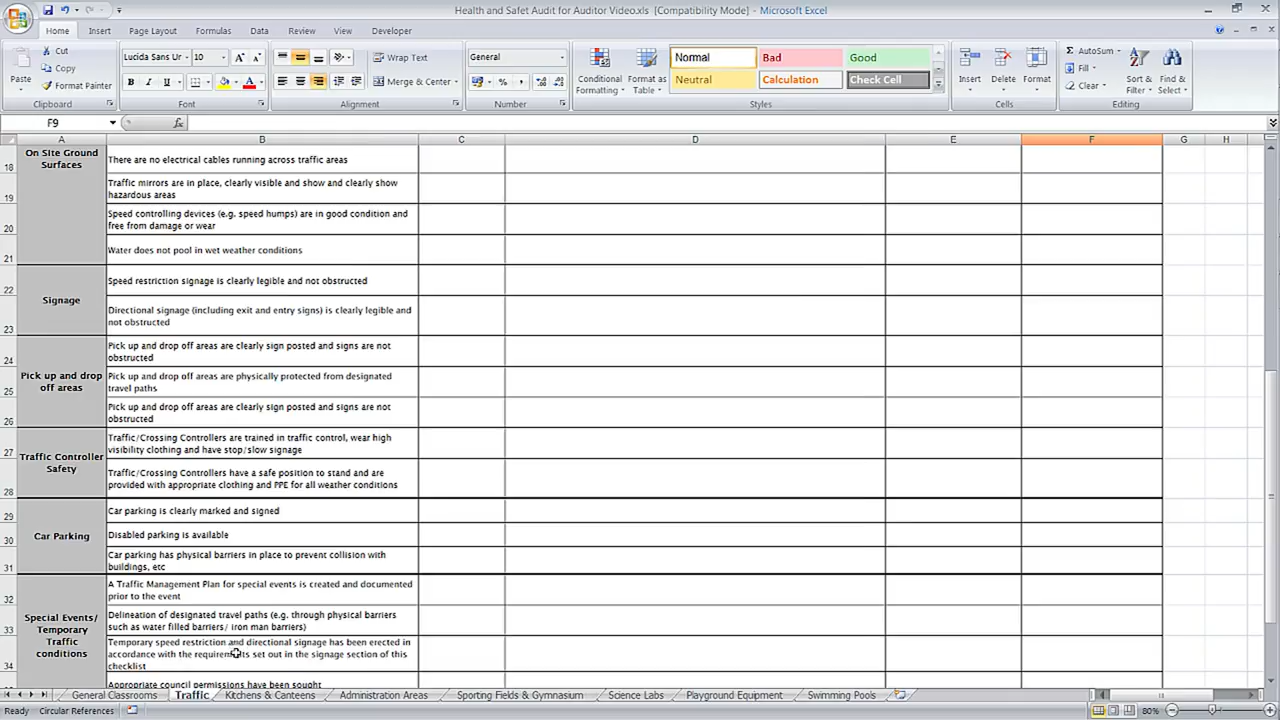 Health and Safet Audit for Auditor Video.xls [Compatibility Mode] - Microsoft Excel
Home Insert Page Layout Formulas Data Review View Developer
Paste
Cut
Copy
Format Painter
Clipboard
Lucida Sans Ur 10 A A
B I U A
Font
Wrap Text
Merge & Center
Alignment
General
% ,
Number
Conditional Formatting
Format as Table
Normal Bad Good
Neutral Calculation Check Cell
Styles
Insert Delete Format
Cells
AutoSum
Fill
Clear
Sort & Filter
Find & Select
Editing
F9 fx
A B C D E F G H
On Site Ground
Surfaces
18 There are no electrical cables running across traffic areas
19 Traffic mirrors are in place, clearly visible and show and clearly show
hazardous areas
20 Speed controlling devices (e.g. speed humps) are in good condition and
free from damage or wear
21 Water does not pool in wet weather conditions
Signage
22 Speed restriction signage is clearly legible and not obstructed
23 Directional signage (including exit and entry signs) is clearly legible and
not obstructed
Pick up and drop
off areas
24 Pick up and drop off areas are clearly sign posted and signs are not
obstructed
25 Pick up and drop off areas are physically protected from designated
travel paths
26 Pick up and drop off areas are clearly sign posted and signs are not
obstructed
Traffic Controller
Safety
27 Traffic/Crossing Controllers are trained in traffic control, wear high
visibility clothing and have stop/slow signage
28 Traffic/Crossing Controllers have a safe position to stand and are
provided with appropriate clothing and PPE for all weather conditions
Car Parking
29 Car parking is clearly marked and signed
30 Disabled parking is available
31 Car parking has physical barriers in place to prevent collision with
buildings, etc
Special Events/
Temporary
Traffic
conditions
32 A Traffic Management Plan for special events is created and documented
prior to the event
33 Delineation of designated travel paths (e.g. through physical barriers
such as water filled barriers/ iron man barriers)
34 Temporary speed restriction and directional signage has been erected in
accordance with the requirements set out in the signage section of this
checklist
Appropriate council permissions have been sought
General Classrooms Traffic Kitchens & Canteens Administration Areas Sporting Fields & Gymnasium Science Labs Playground Equipment Swimming Pools
Ready Circular References 80%